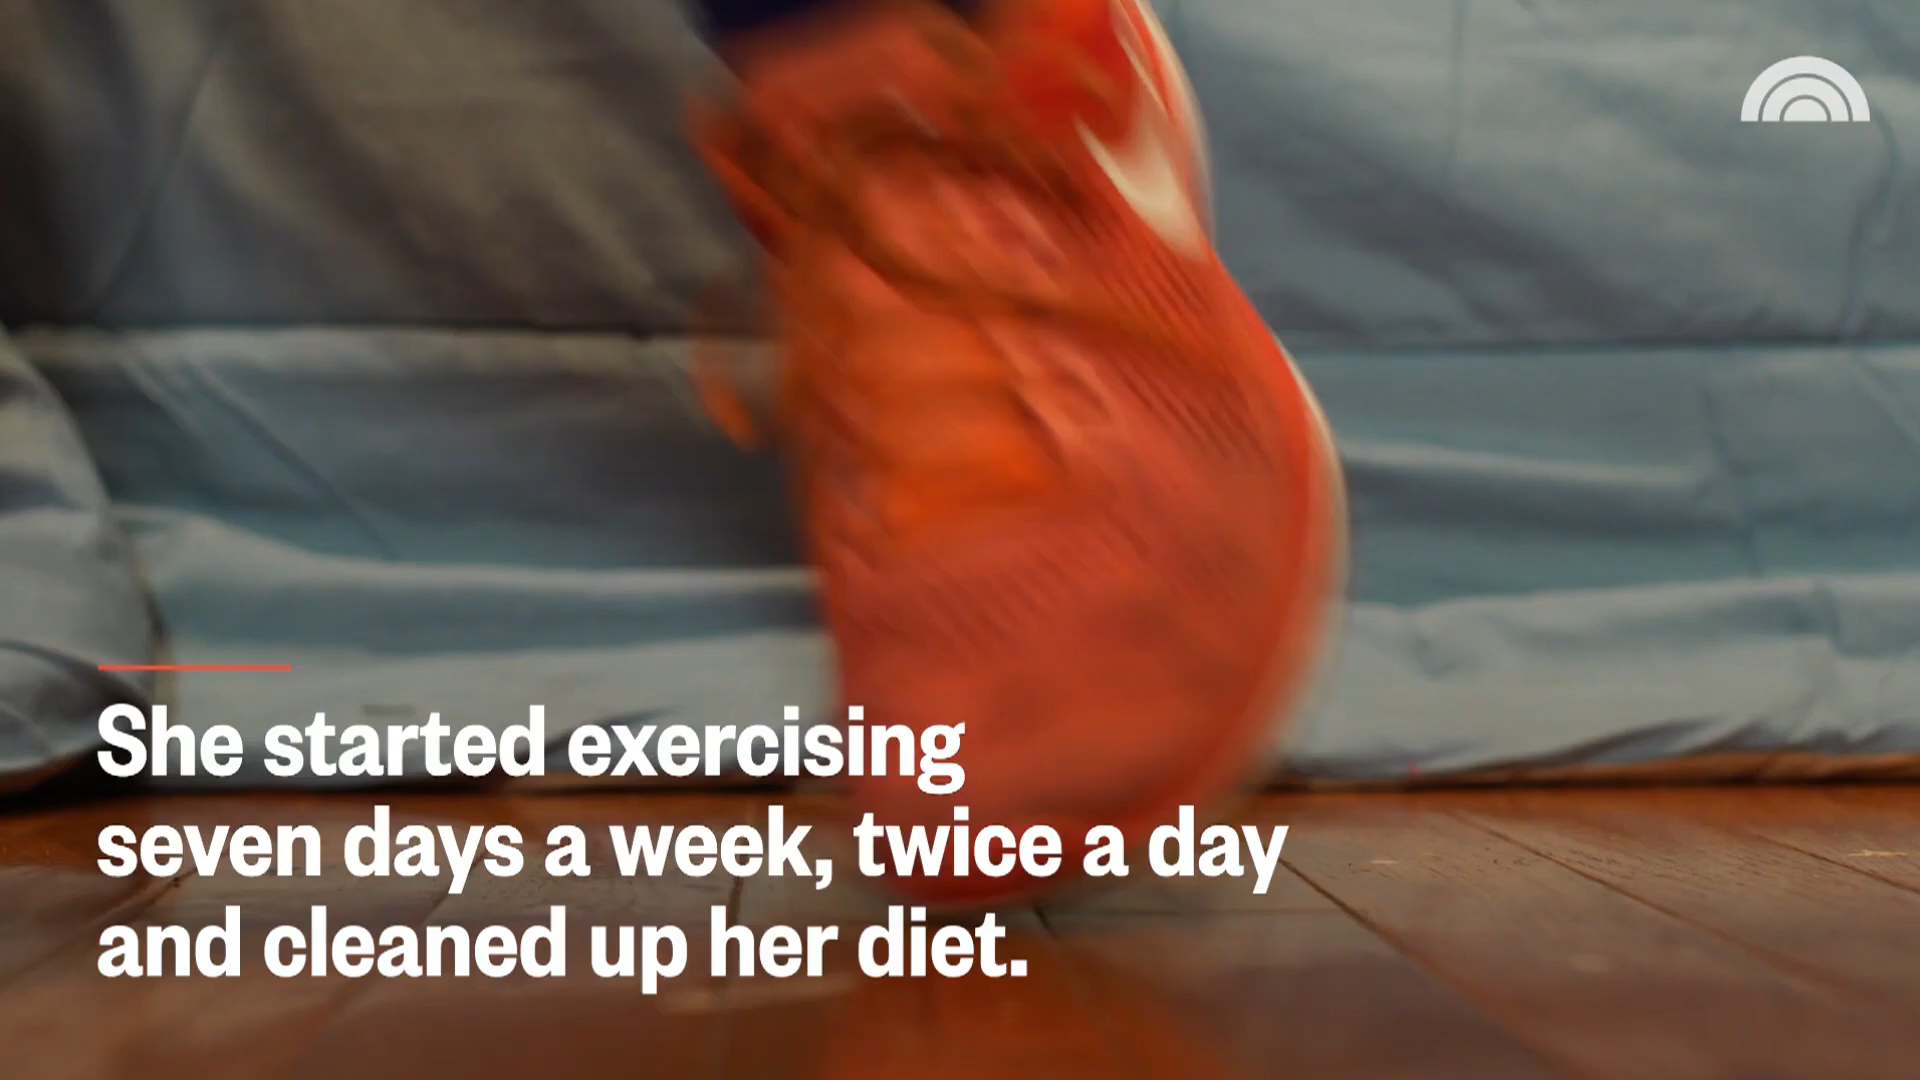 She started exercising
seven days a week, twice a day
and cleaned up her diet.